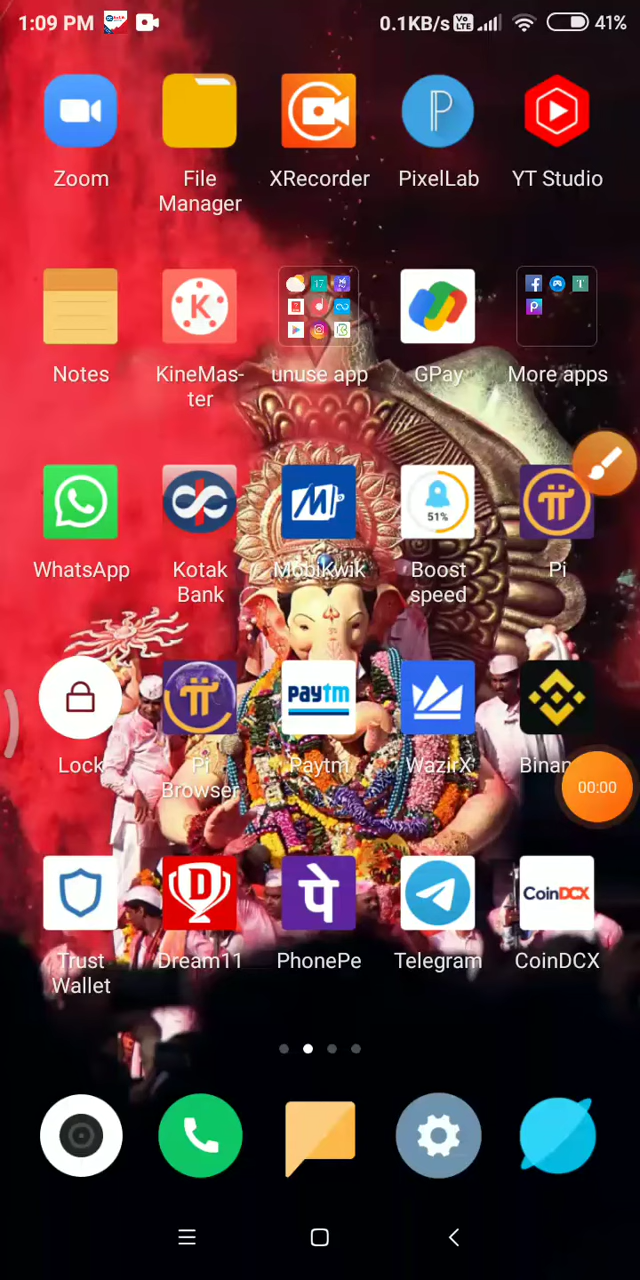 1:09 PM 0.1KB/s Vo LTE 41%
Zoom
File
Manager
XRecorder
PixelLab
YT Studio
Notes
KineMas-
ter
unuse app
GPay
More apps
51%
WhatsApp
Kotak
Bank
MobiKwik
Boost
speed
Pi
paytm
Lock
Pi
Browser
Paytm
WazirX
Binan
00:00
D
पे
CoinDCX
Trust
Wallet
Dream11
PhonePe
Telegram
CoinDCX